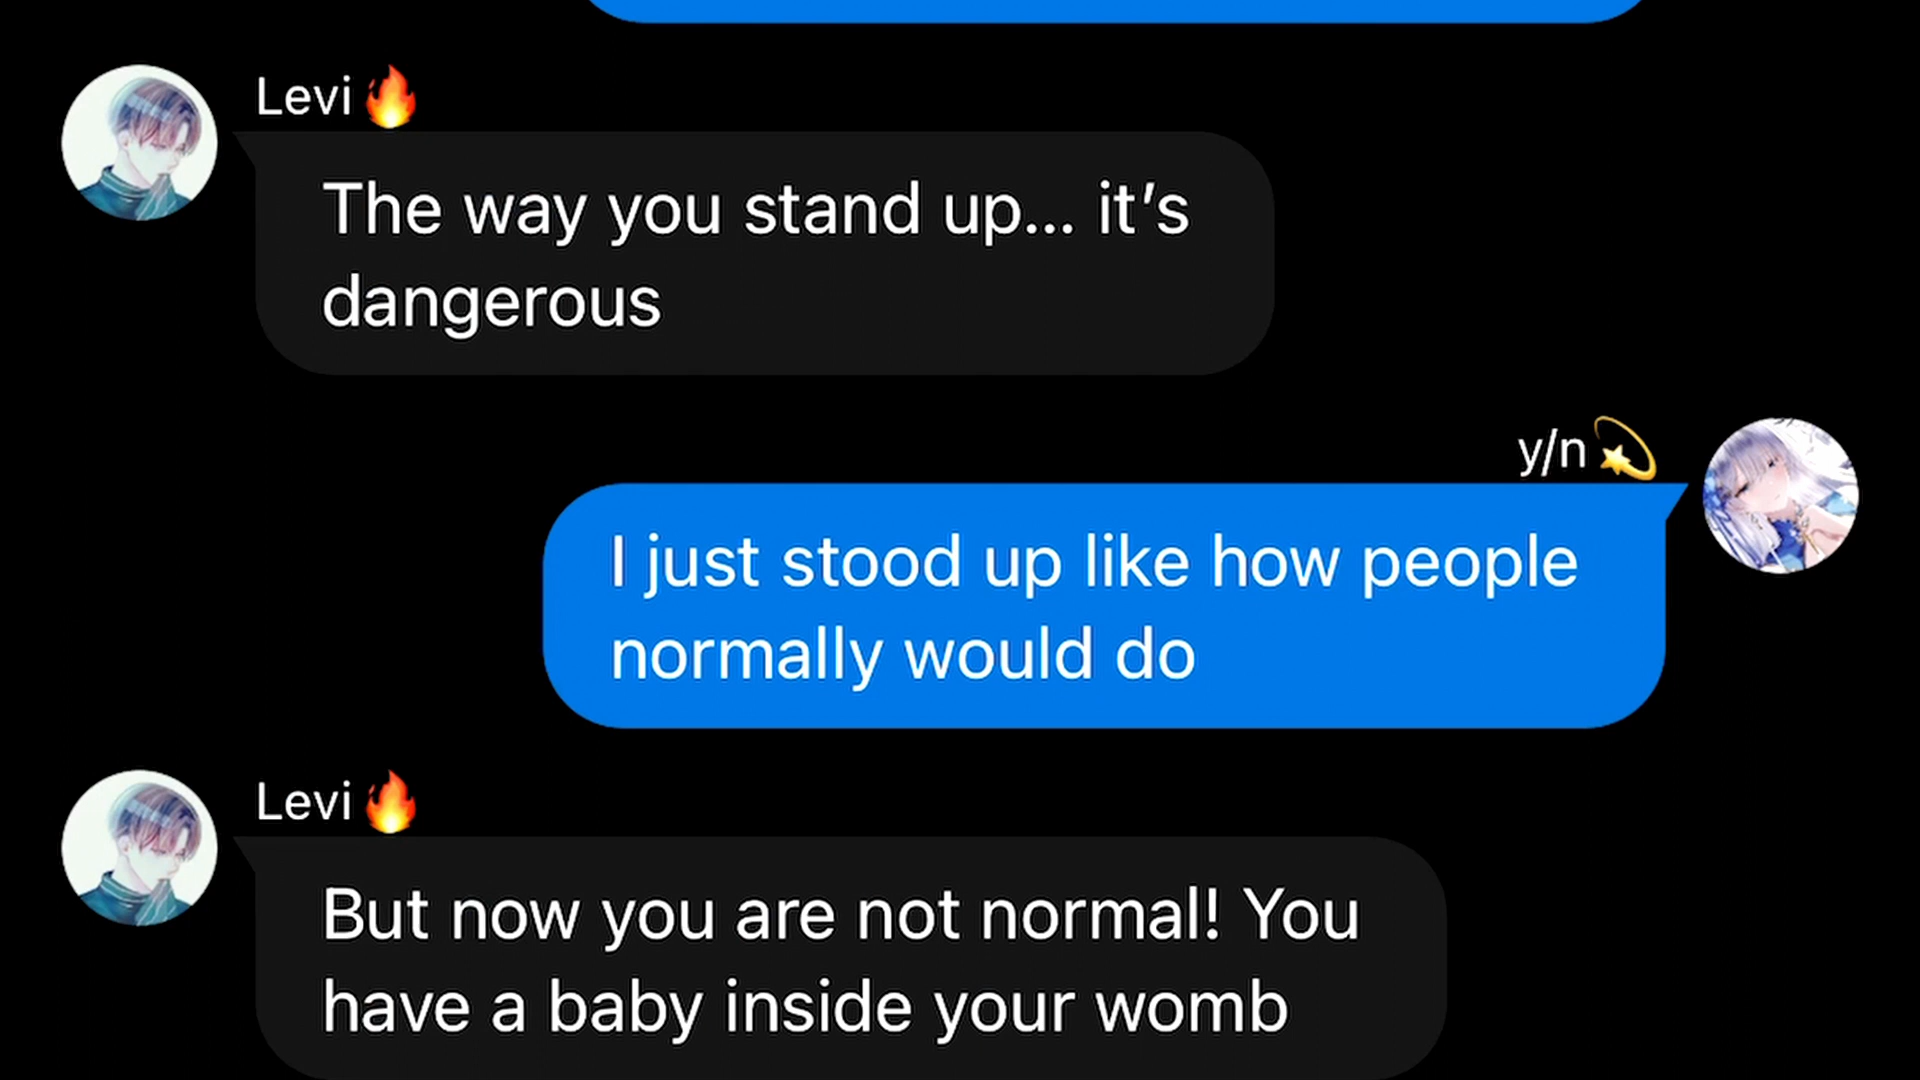 Levi🔥
The way you stand up... it’s
dangerous
y/n💫
I just stood up like how people
normally would do
Levi🔥
But now you are not normal! You
have a baby inside your womb